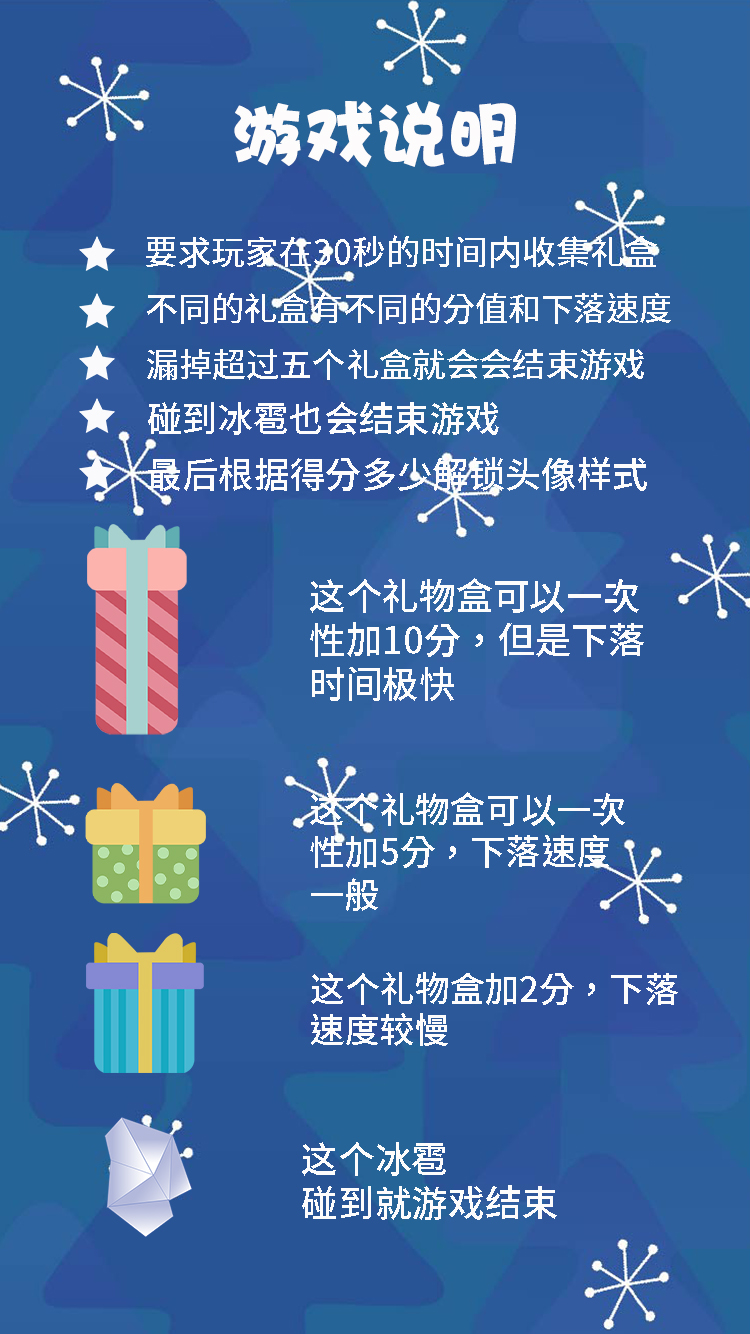 游戏说明
要求玩家在30秒的时间内收集礼盒
不同的礼盒有不同的分值和下落速度
漏掉超过五个礼盒就会会结束游戏
碰到冰雹也会结束游戏
最后根据得分多少解锁头像样式
这个礼物盒可以一次
性加10分，但是下落
时间极快
这个礼物盒可以一次
性加5分，下落速度
一般
这个礼物盒加2分，下落
速度较慢
这个冰雹
碰到就游戏结束